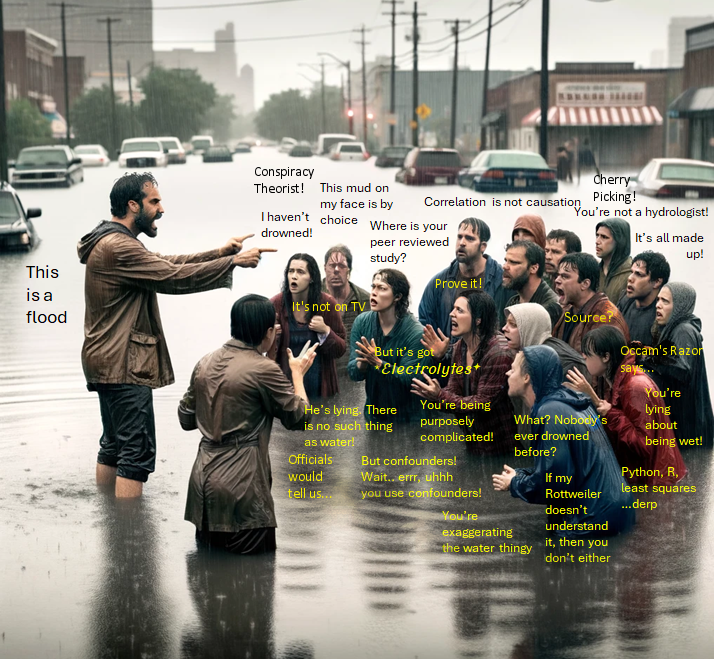 Conspiracy
Theorist!
This mud on
my face is by
choice
Correlation is not causation
Cherry
Picking!
You're not a hydrologist!
I haven't
drowned!
Where is your
peer reviewed
study?
It's all made
up!
This
is a
flood
It's not on TV
Prove it!
Source?
But it's got
*Electrolytes*
Occam's Razor
says...
He's lying. There
is no such thing
as water!
You're being
purposely
complicated!
What? Nobody's
ever drowned
before?
You're
lying
about
being wet!
Officials
would
tell us...
But confounders!
Wait.. err, uhhh
you use confounders!
If my
Rottweiler
doesn't
understand
it, then you
don't either
Python, R,
least squares
...derp
You're
exaggerating
the water thingy